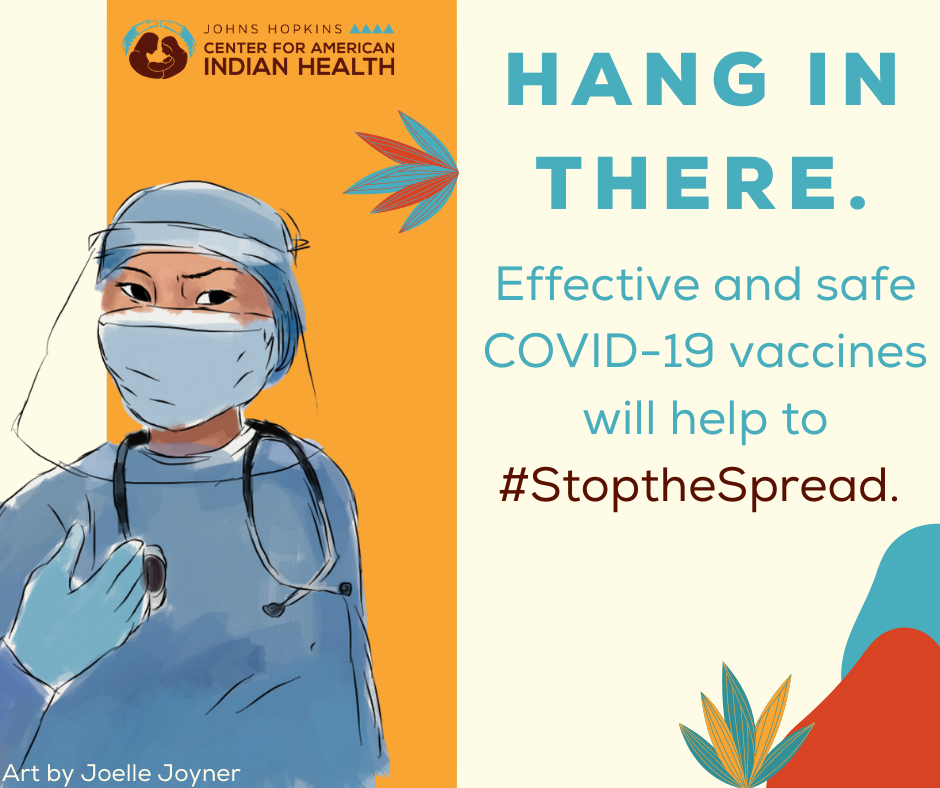 JOHNS HOPKINS
CENTER FOR AMERICAN
INDIAN HEALTH
HANG IN
THERE.
Effective and safe
COVID-19 vaccines
will help to
#StoptheSpread.
Art by Joelle Joyner